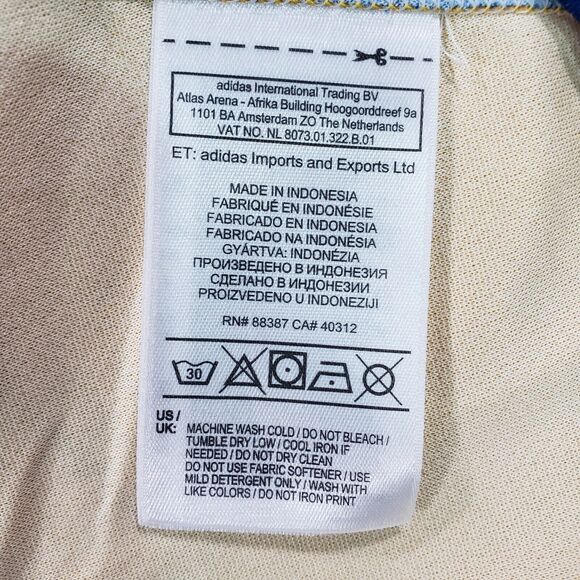 adidas International Trading BV
Atlas Arena - Afrika Building Hoogoorddreef 9a
1101 BA Amsterdam ZO The Netherlands
VAT NO. NL 8073.01.322.B.01
ET: adidas Imports and Exports Ltd
MADE IN INDONESIA
FABRIQUÉ EN INDONÉSIE
FABRICADO EN INDONESIA
FABRICADO NA INDONÉSIA
GYÁRTVA: INDONÉZIA
ПРОИЗВЕДЕНО В ИНДОНЕЗИЯ
СДЕЛАНО В ИНДОНЕЗИИ
PROIZVEDENO U INDONEZIJI
RN# 88387 CA# 40312
30
US /
UK: MACHINE WASH COLD / DO NOT BLEACH /
TUMBLE DRY LOW / COOL IRON IF
NEEDED / DO NOT DRY CLEAN
DO NOT USE FABRIC SOFTENER / USE
MILD DETERGENT ONLY / WASH WITH
LIKE COLORS / DO NOT IRON PRINT